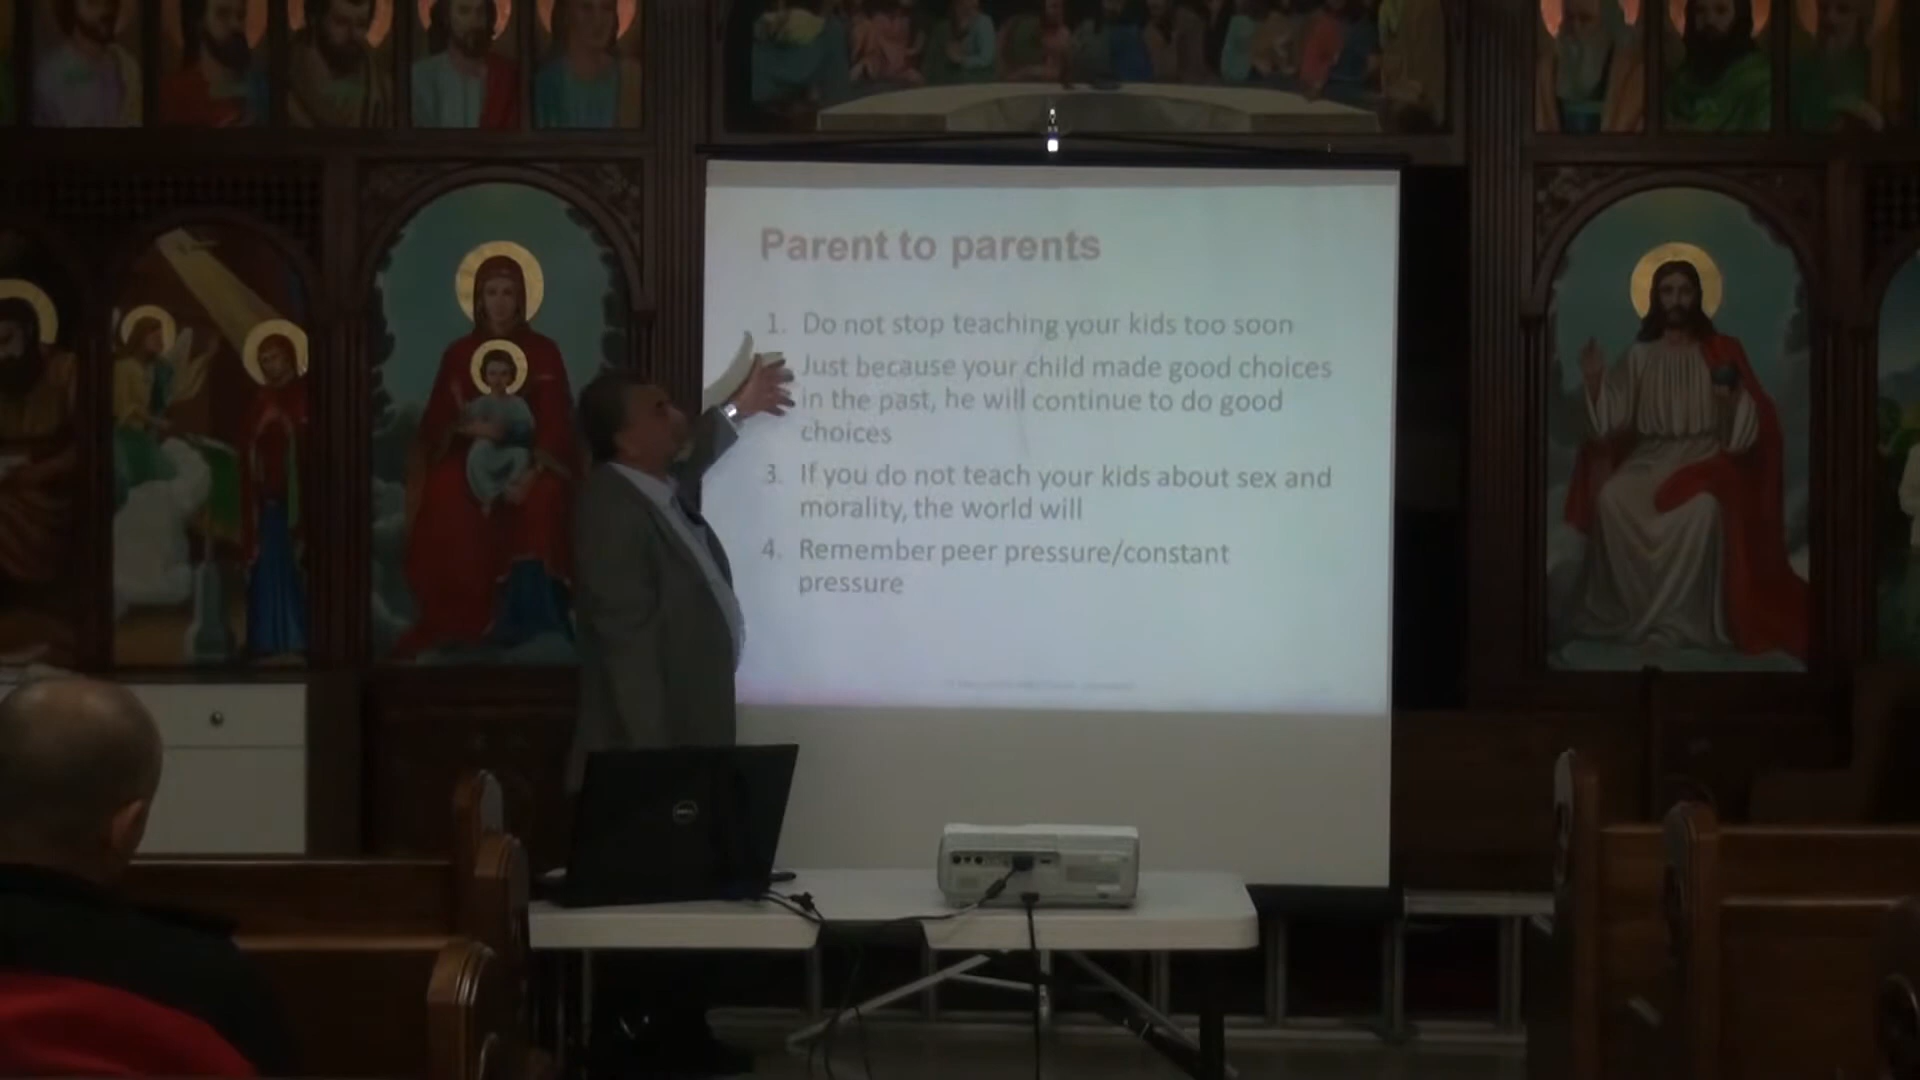 Parent to parents
1. Do not stop teaching your kids too soon
Just because your child made good choices
in the past, he will continue to do good
choices
3. If you do not teach your kids about sex and
morality, the world will
4. Remember peer pressure/constant
pressure
DELL